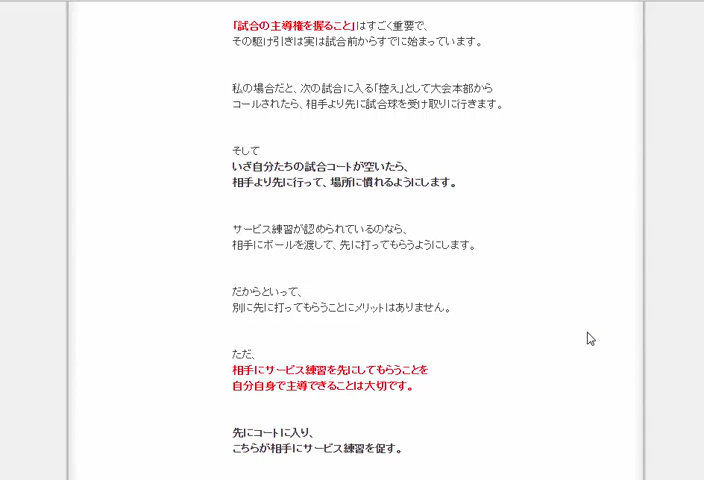 「試合の主導権を握ること」はすごく重要で、
その駆け引きは実は試合前からすでに始まっています。
私の場合だと、次の試合に入る「控え」として大会本部から
コールされたら、相手より先に試合球を受け取りに行きます。
そして
いざ自分たちの試合コートが空いたら、
相手より先に行って、場所に慣れるようにします。
サービス練習が認められているのなら、
相手にボールを渡して、先に打ってもらうようにします。
だからといって、
別に先に打ってもらうことにメリットはありません。
ただ、
相手にサービス練習を先にしてもらうことを
自分自身で主導できることは大切です。
先にコートに入り、
こちらが相手にサービス練習を促す。